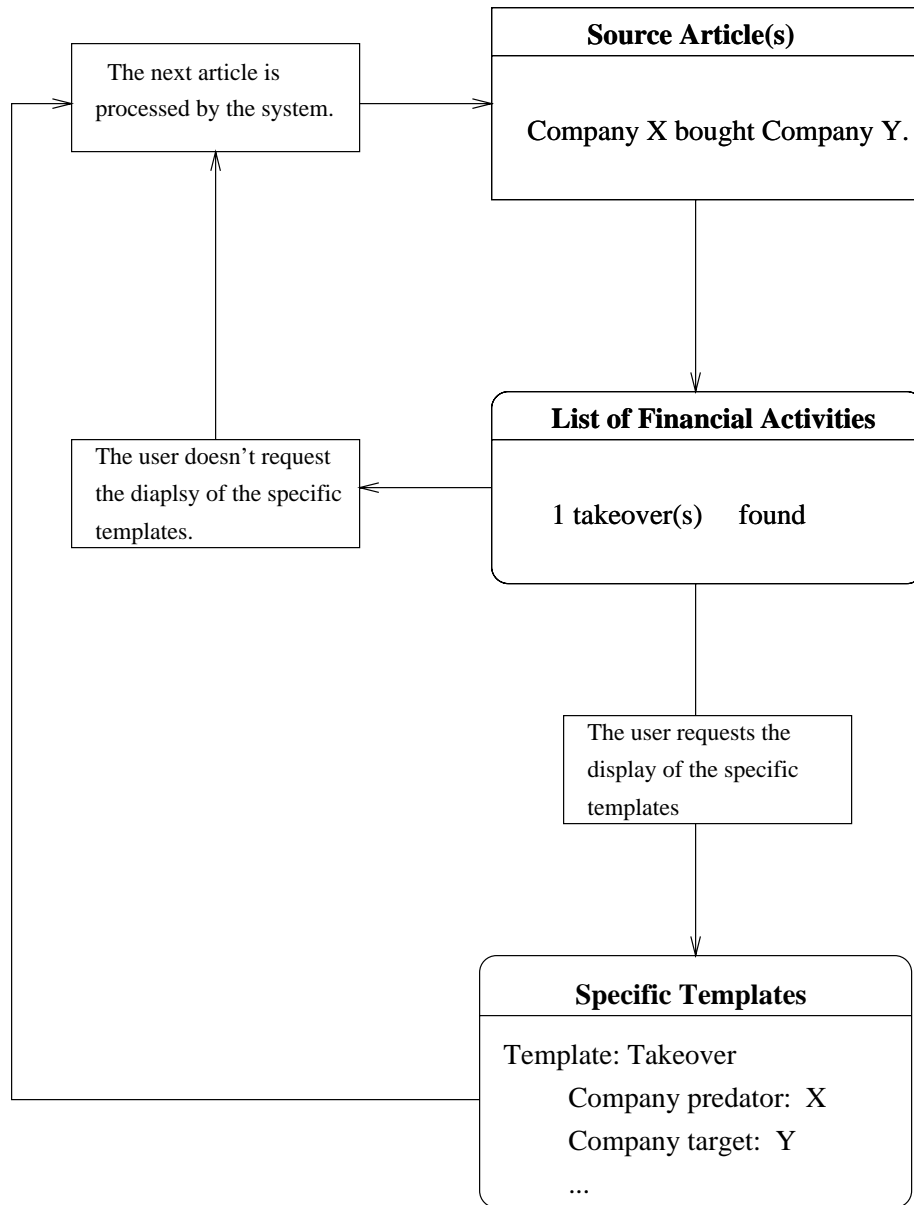 Source Article(s)
The next article is
processed by the system.
Company X bought Company Y.
List of Financial Activities
The user doesn't request
the diaplsy of the specific
templates.
1 takeover(s) found
The user requests the
display of the specific
templates
Specific Templates
Template: Takeover
Company predator: X
Company target: Y
...